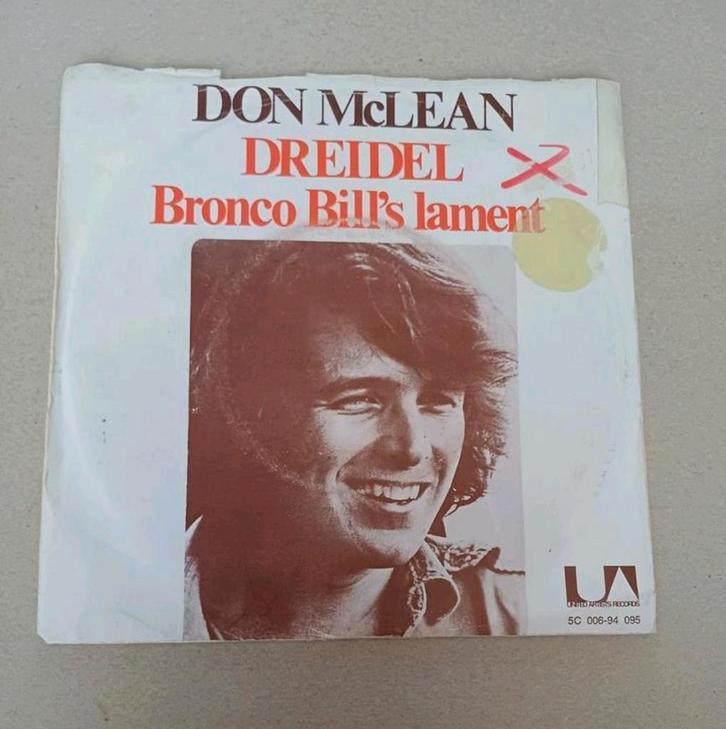 DON McLEAN
DREIDEL
Bronco Bill's lament
UA
UNITED ARTISTS RECORDS
5C 006-94 095